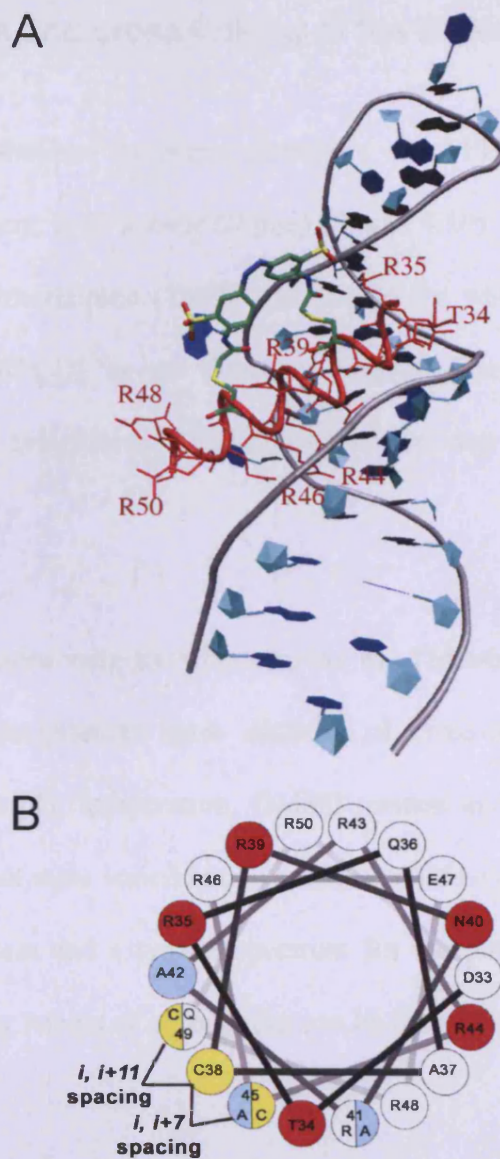 A
R35
T34
R39
R48
R44
R46
R50
B
R50
R43
R39
Q36
R46
E47
R35
N40
A42
D33
C Q
49
R44
C38
A37
i, i+11
spacing
45
A C
R48
i, i+7
spacing
T34
41
R A